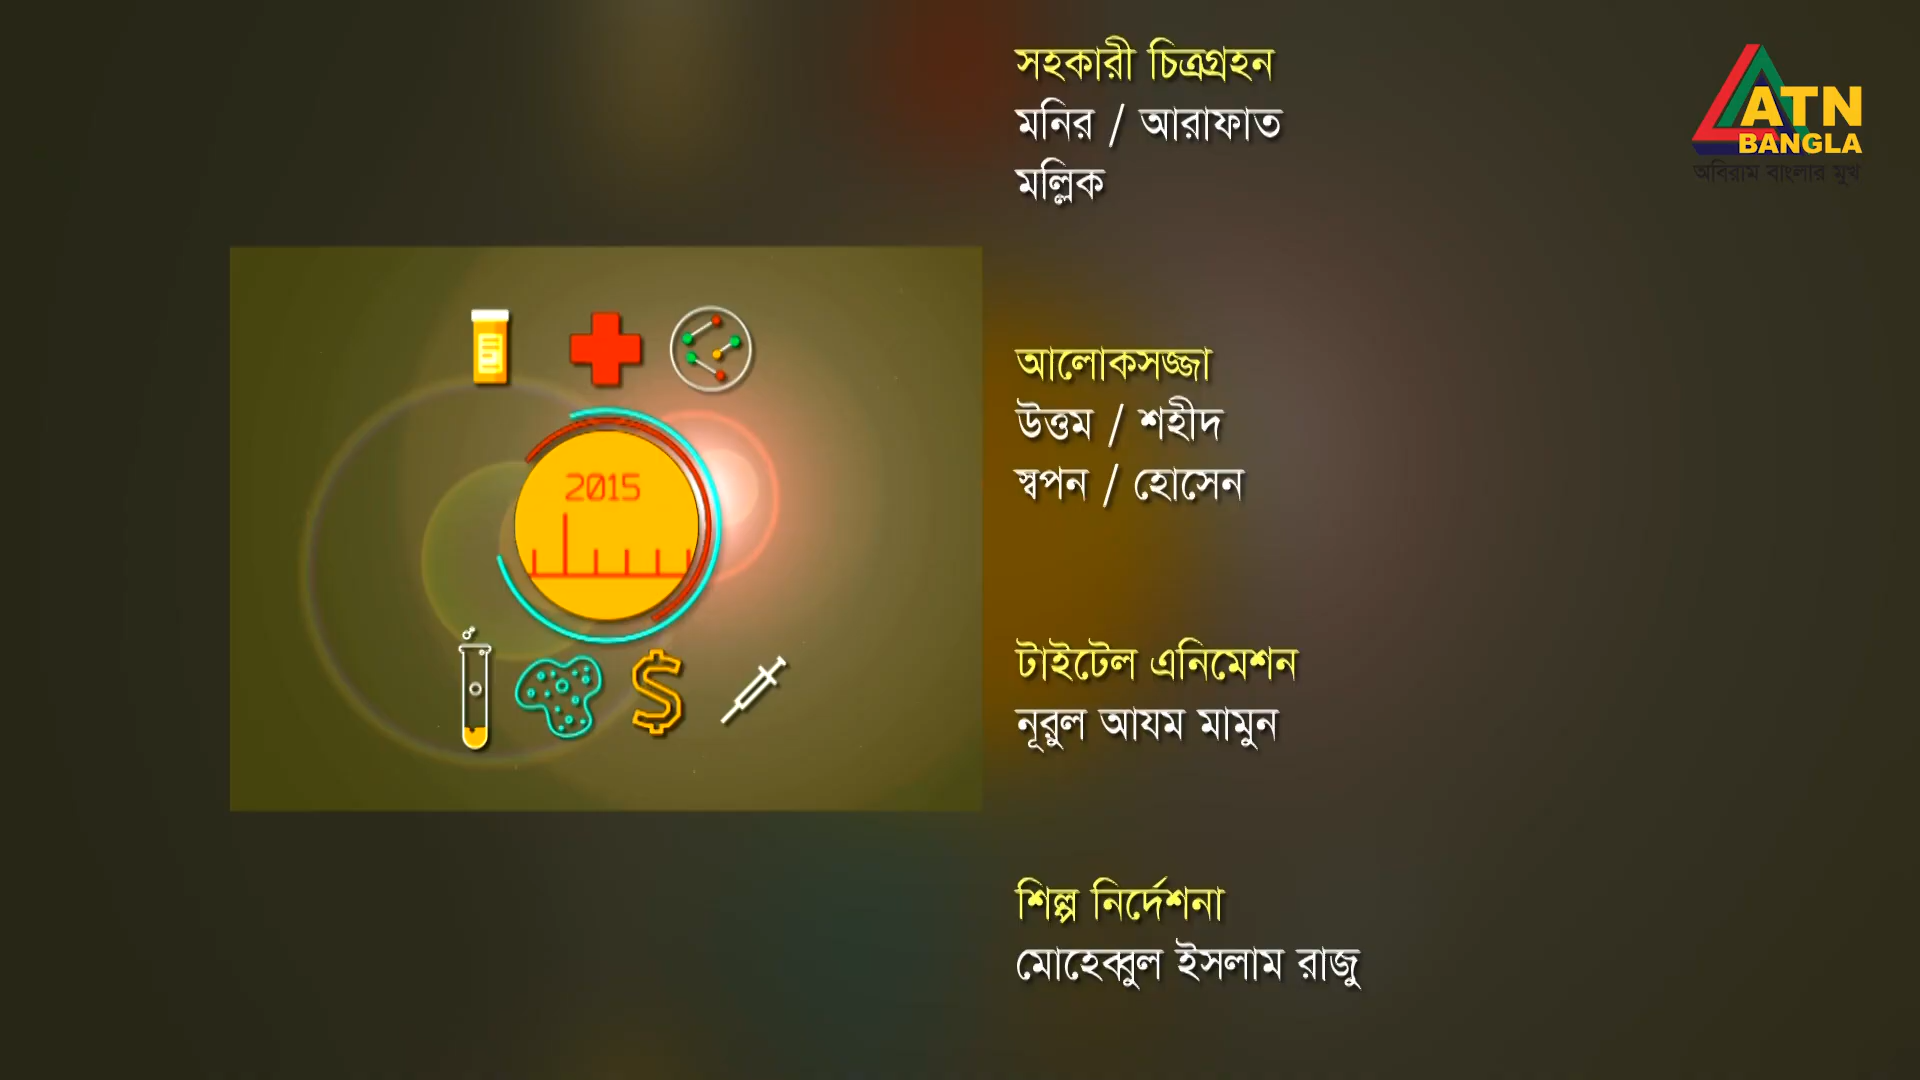 সহকারী চিত্রগ্রহন
মনির / আরাফাত
মল্লিক
ATN
BANGLA
অবিরাম বাংলার মুখ
আলোকসজ্জা
উত্তম / শহীদ
স্বপন / হোসেন
2015
টাইটেল এনিমেশন
নূরুল আযম মামুন
শিল্প নির্দেশনা
মোহেব্বুল ইসলাম রাজু